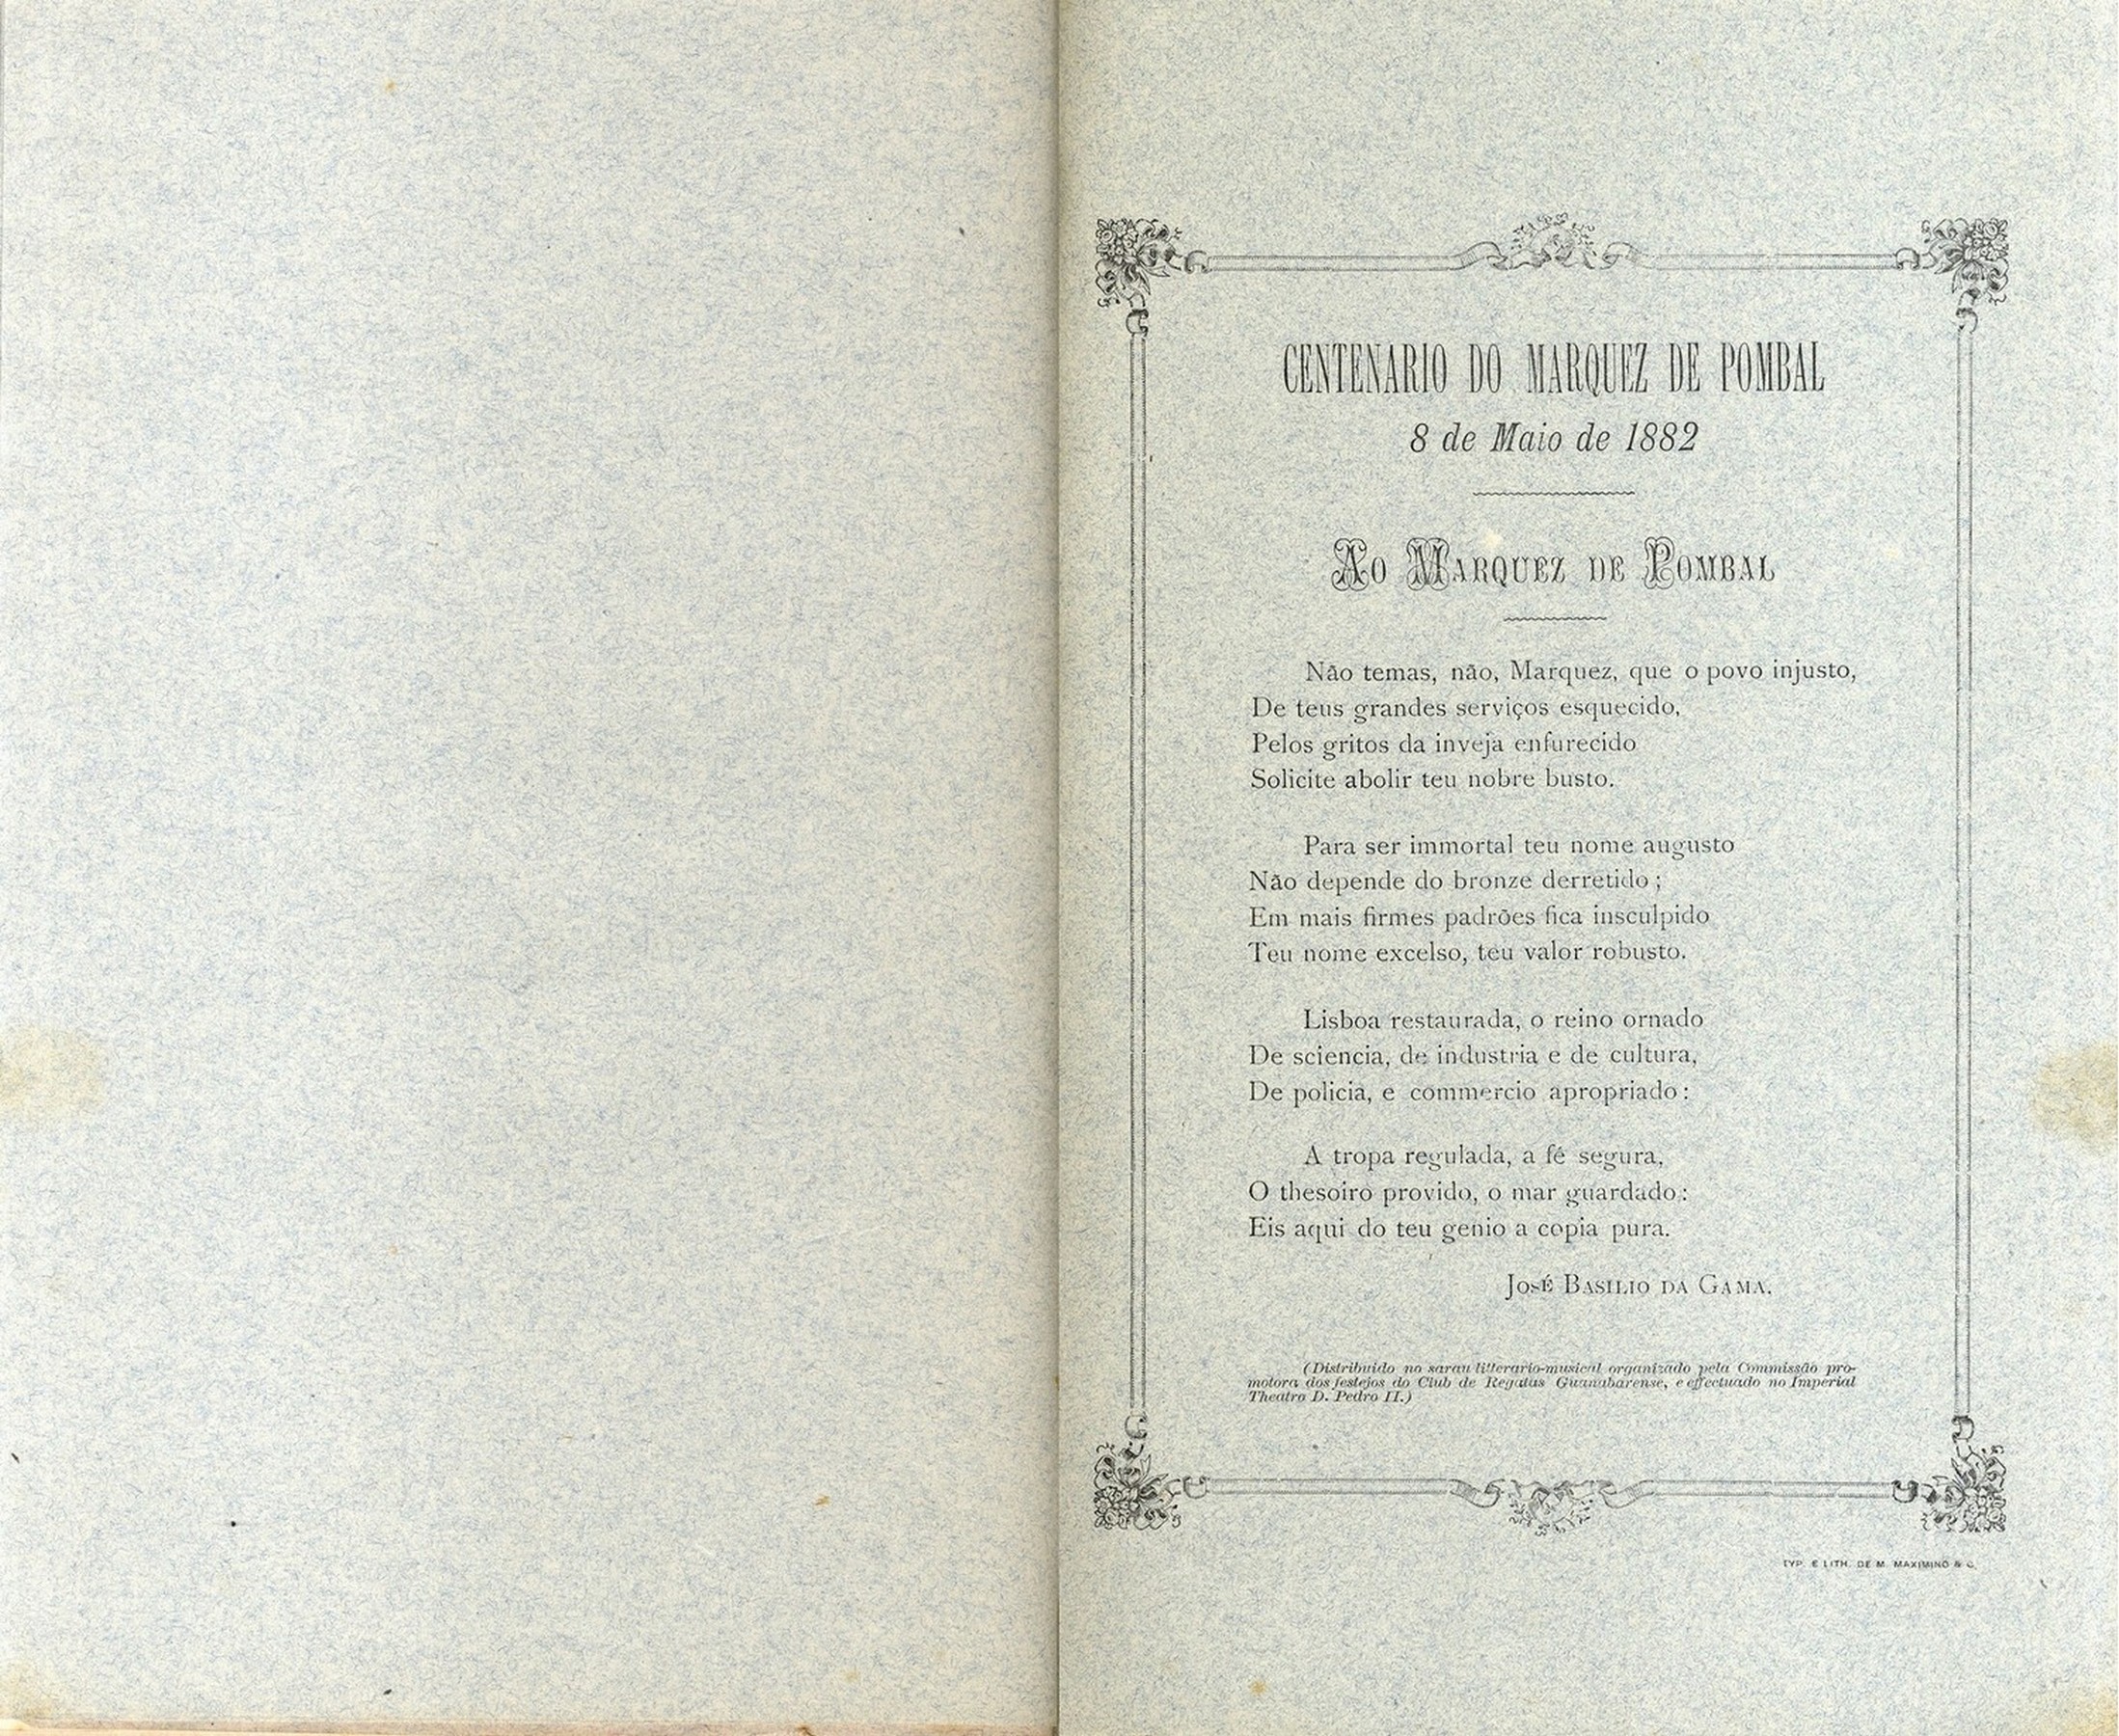 CENTENARIO DO MARQUEZ DE POMBAL
8 de Maio de 1882
AO MARQUEZ DE POMBAL
Não temas, não, Marquez, que o povo injusto,
De teus grandes serviços esquecido,
Pelos gritos da inveja enfurecido
Solicite abolir teu nobre busto.
Para ser immortal teu nome augusto
Não depende do bronze derretido ;
Em mais firmes padrões fica insculpido
Teu nome excelso, teu valor robusto.
Lisboa restaurada, o reino ornado
De sciencia, de industria e de cultura,
De policia, e commercio apropriado :
A tropa regulada, a fé segura,
O thesoiro provido, o mar guardado :
Eis aqui do teu genio a copia pura.
JOSÉ BASILIO DA GAMA.
(Distribuido no sarau litterario-musical organizado pela Commissão pro-
motora dos festejos do Club de Regatas Guanabarense, e effectuado no Imperial
Theatro D. Pedro II.)
TYP. E LITH. DE M. MAXIMINO & C.